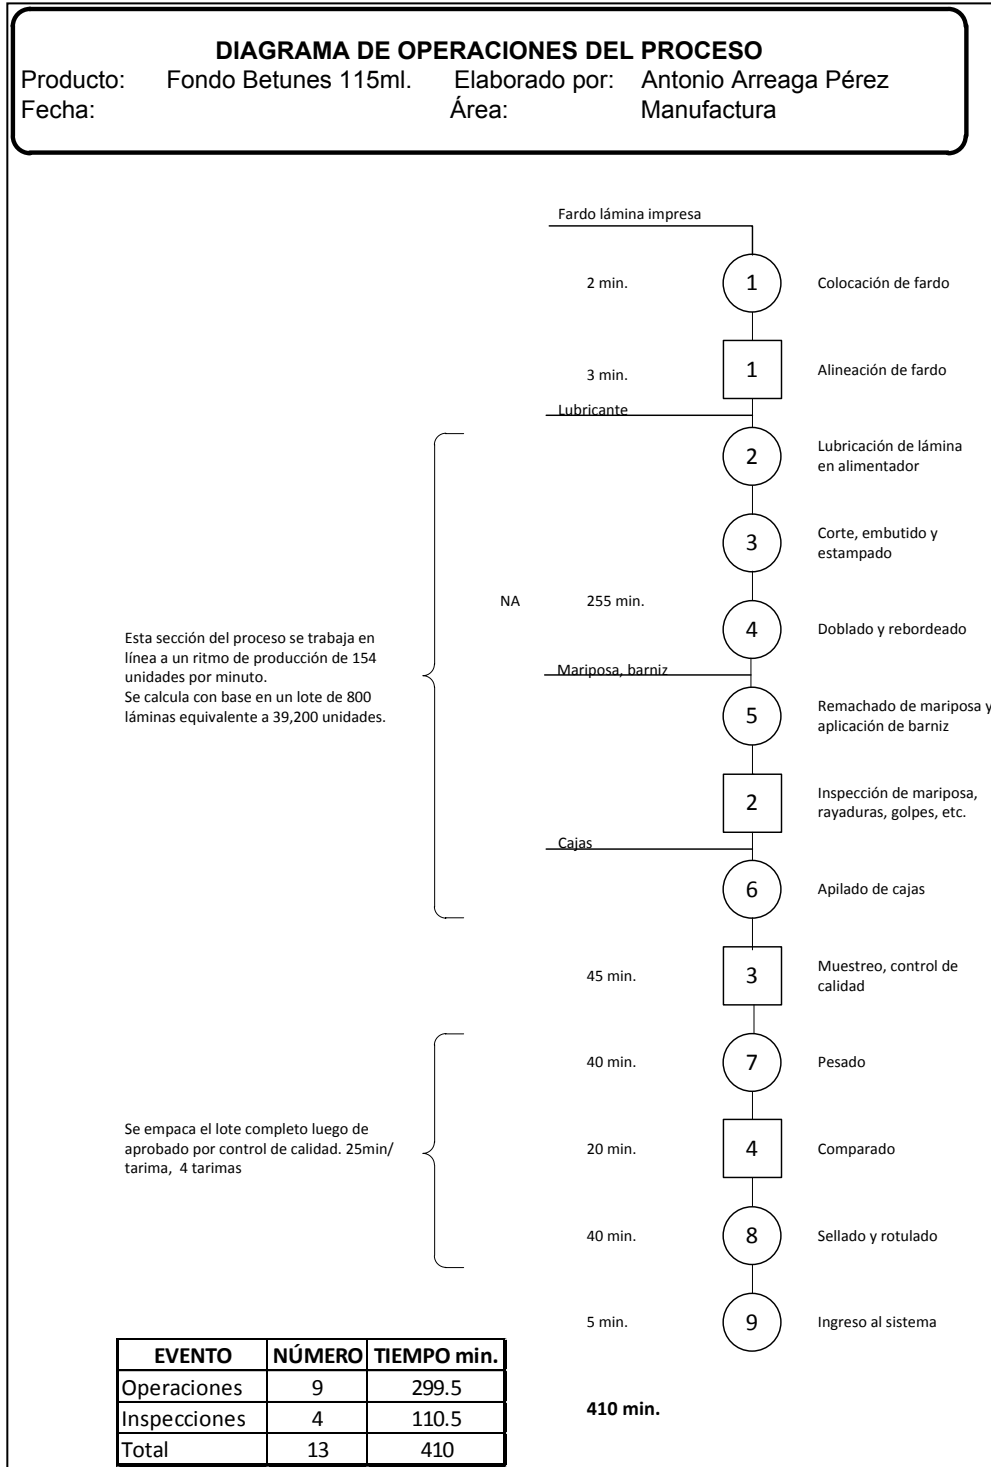 DIAGRAMA DE OPERACIONES DEL PROCESO
Producto: Fondo Betunes 115ml. Elaborado por: Antonio Arreaga Pérez
Fecha: Área: Manufactura
Fardo lámina impresa
2 min. 1 Colocación de fardo
3 min. 1 Alineación de fardo
Lubricante
2 Lubricación de lámina
en alimentador
3 Corte, embutido y
estampado
NA 255 min.
4 Doblado y rebordeado
Esta sección del proceso se trabaja en
línea a un ritmo de producción de 154
unidades por minuto.
Se calcula con base en un lote de 800
láminas equivalente a 39,200 unidades.
Mariposa, barniz
5 Remachado de mariposa y
aplicación de barniz
2 Inspección de mariposa,
rayaduras, golpes, etc.
Cajas
6 Apilado de cajas
45 min. 3 Muestreo, control de
calidad
40 min. 7 Pesado
Se empaca el lote completo luego de
aprobado por control de calidad. 25min/
tarima, 4 tarimas
20 min. 4 Comparado
40 min. 8 Sellado y rotulado
5 min. 9 Ingreso al sistema
EVENTO NÚMERO TIEMPO min.
Operaciones 9 299.5
Inspecciones 4 110.5
Total 13 410
410 min.